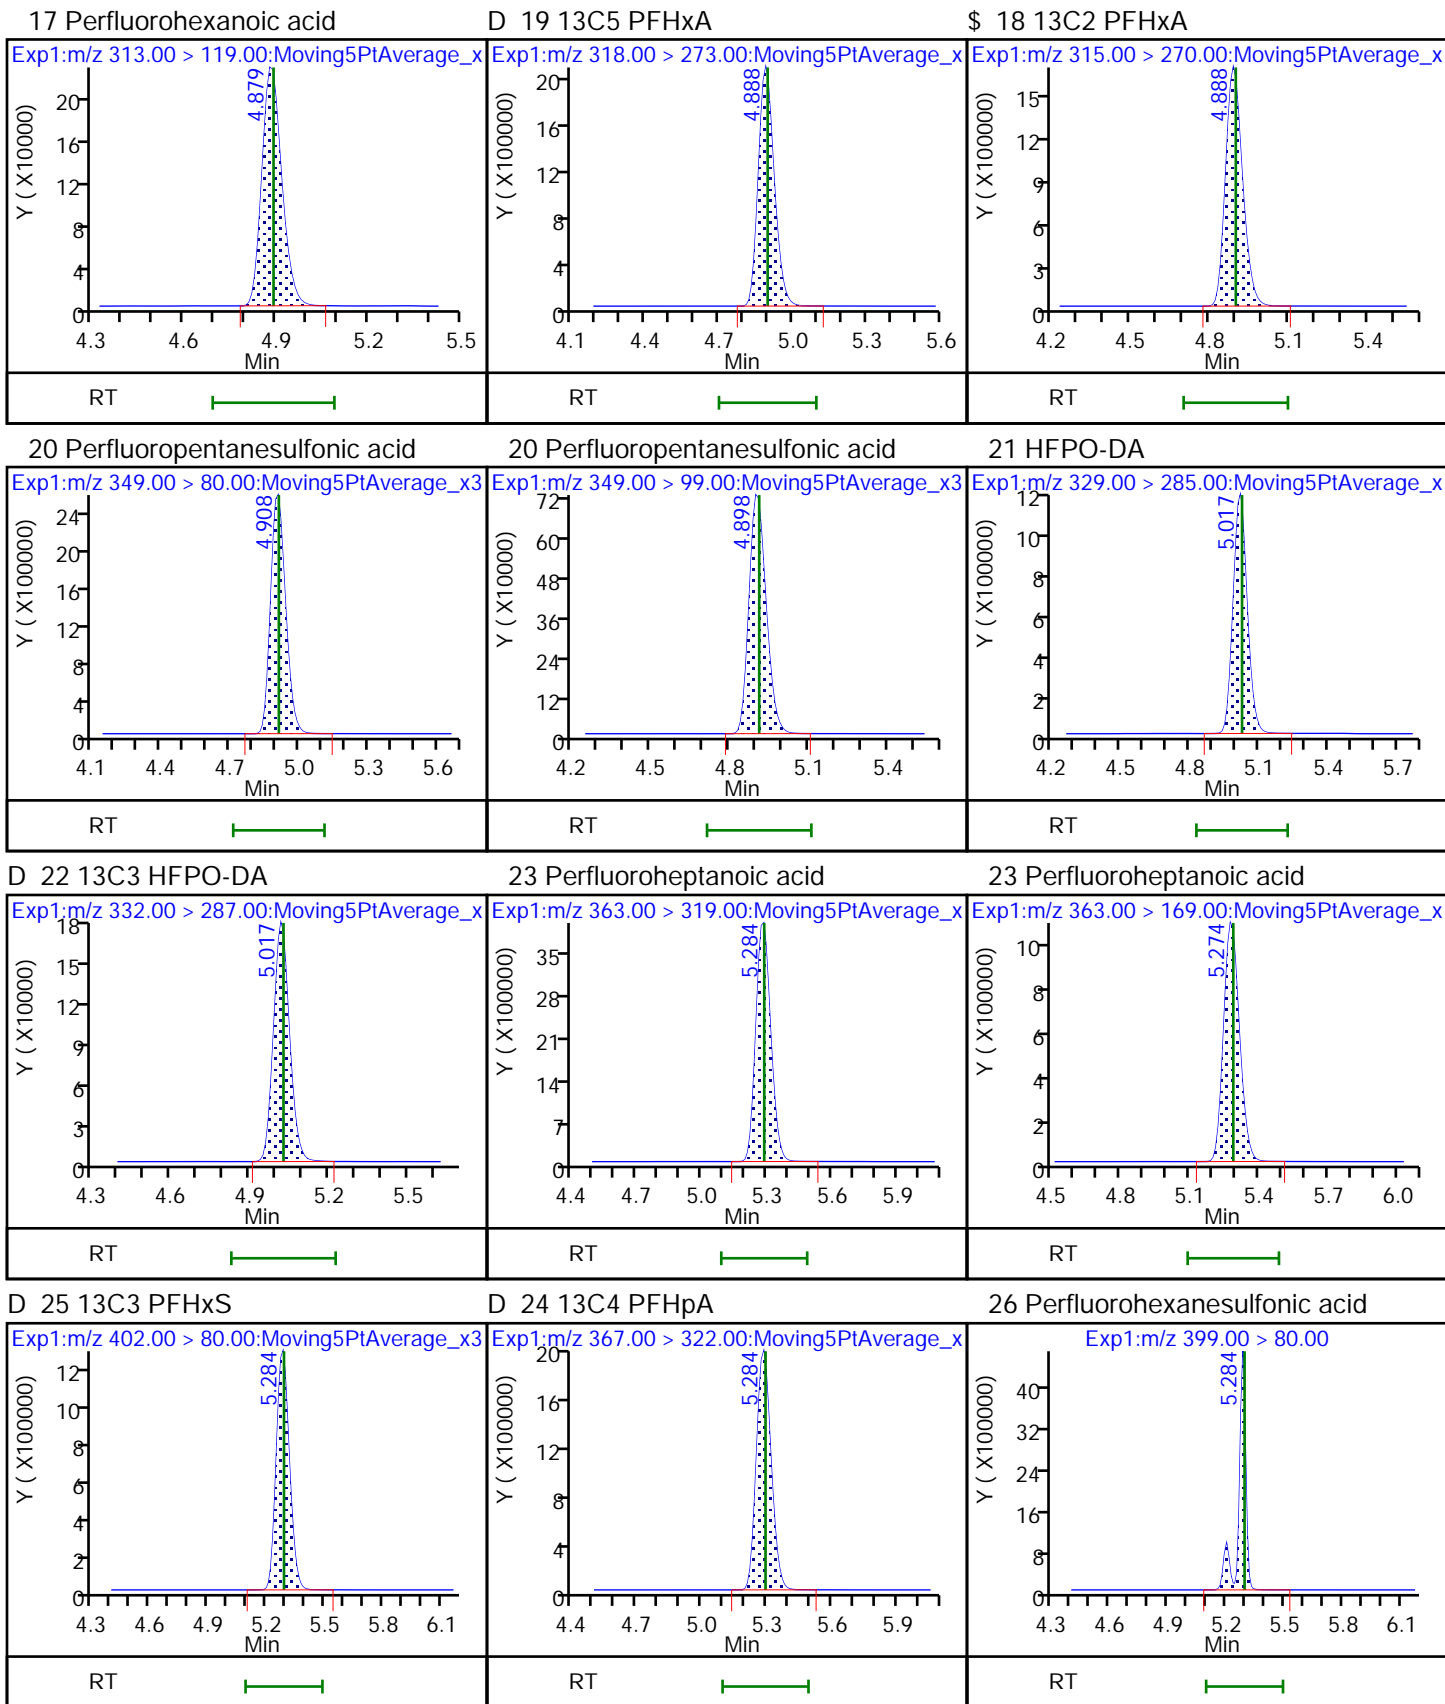 17 Perfluorohexanoic acid
Exp1:m/z 313.00 > 119.00:Moving5PtAverage_x
Y ( X10000)
4.879
20
16
12
8
4
0
4.3 4.6 4.9 5.2 5.5
Min
RT
D 19 13C5 PFHxA
Exp1:m/z 318.00 > 273.00:Moving5PtAverage_x
Y ( X100000)
4.888
20
16
12
8
4
0
4.1 4.4 4.7 5.0 5.3 5.6
Min
RT
$ 18 13C2 PFHxA
Exp1:m/z 315.00 > 270.00:Moving5PtAverage_x
Y ( X100000)
4.888
15
12
9
6
3
0
4.2 4.5 4.8 5.1 5.4
Min
RT
20 Perfluoropentanesulfonic acid
Exp1:m/z 349.00 > 80.00:Moving5PtAverage_x3
Y ( X100000)
4.908
24
20
16
12
8
4
0
4.1 4.4 4.7 5.0 5.3 5.6
Min
RT
20 Perfluoropentanesulfonic acid
Exp1:m/z 349.00 > 99.00:Moving5PtAverage_x3
Y ( X10000)
4.898
72
60
48
36
24
12
0
4.2 4.5 4.8 5.1 5.4
Min
RT
21 HFPO-DA
Exp1:m/z 329.00 > 285.00:Moving5PtAverage_x
Y ( X100000)
5.017
12
10
8
6
4
2
0
4.2 4.5 4.8 5.1 5.4 5.7
Min
RT
D 22 13C3 HFPO-DA
Exp1:m/z 332.00 > 287.00:Moving5PtAverage_x
Y ( X10000)
5.017
18
15
12
9
6
3
0
4.3 4.6 4.9 5.2 5.5
Min
RT
23 Perfluoroheptanoic acid
Exp1:m/z 363.00 > 319.00:Moving5PtAverage_x
Y ( X100000)
5.284
35
28
21
14
7
0
4.4 4.7 5.0 5.3 5.6 5.9
Min
RT
23 Perfluoroheptanoic acid
Exp1:m/z 363.00 > 169.00:Moving5PtAverage_x
Y ( X100000)
5.274
10
8
6
4
2
0
4.5 4.8 5.1 5.4 5.7 6.0
Min
RT
D 25 13C3 PFHxS
Exp1:m/z 402.00 > 80.00:Moving5PtAverage_x3
Y ( X100000)
5.284
12
10
8
6
4
2
0
4.3 4.6 4.9 5.2 5.5 5.8 6.1
Min
RT
D 24 13C4 PFHpA
Exp1:m/z 367.00 > 322.00:Moving5PtAverage_x
Y ( X100000)
5.284
20
16
12
8
4
0
4.4 4.7 5.0 5.3 5.6 5.9
Min
RT
26 Perfluorohexanesulfonic acid
Exp1:m/z 399.00 > 80.00
Y ( X100000)
5.284
40
32
24
16
8
0
4.3 4.6 4.9 5.2 5.5 5.8 6.1
Min
RT